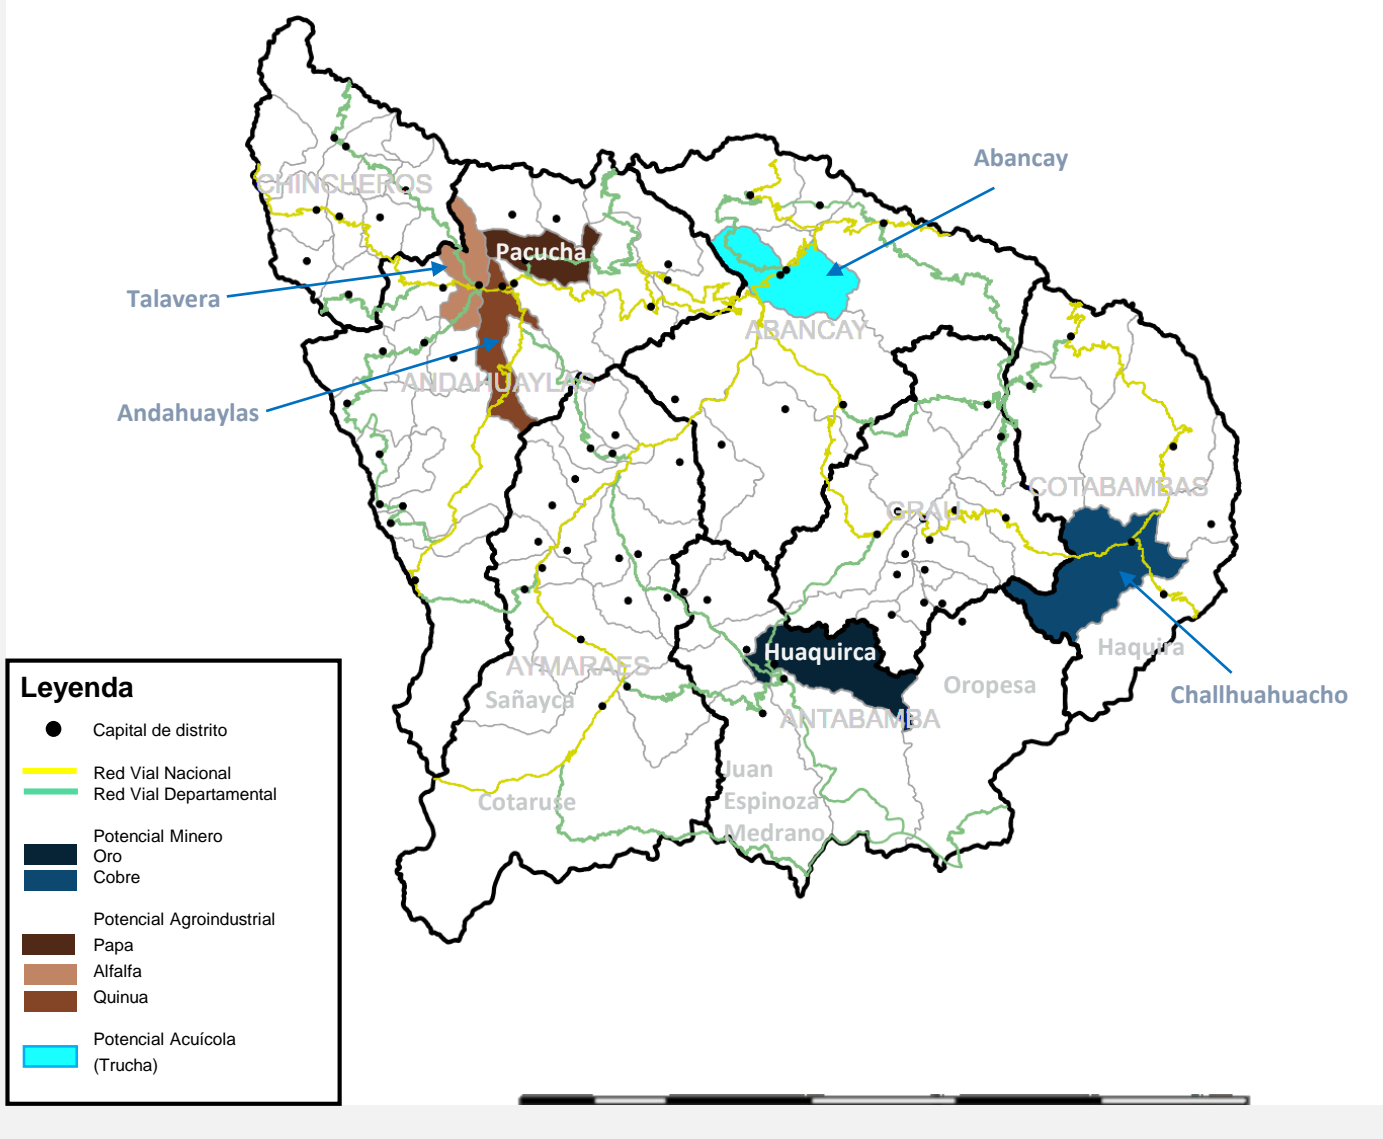 Abancay
CHINCHEROS
Pacucha
Talavera
ABANCAY
ANDAHUAYLAS
Andahuaylas
COTABAMBAS
GRAU
Huaquirca
Haquira
AYMARAES
Sañayca
Oropesa
Challhuahuacho
ANTABAMBA
Juan
Espinoza
Medrano
Cotaruse
Leyenda
Capital de distrito
Red Vial Nacional
Red Vial Departamental
Potencial Minero
Oro
Cobre
Potencial Agroindustrial
Papa
Alfalfa
Quinua
Potencial Acuícola
(Trucha)